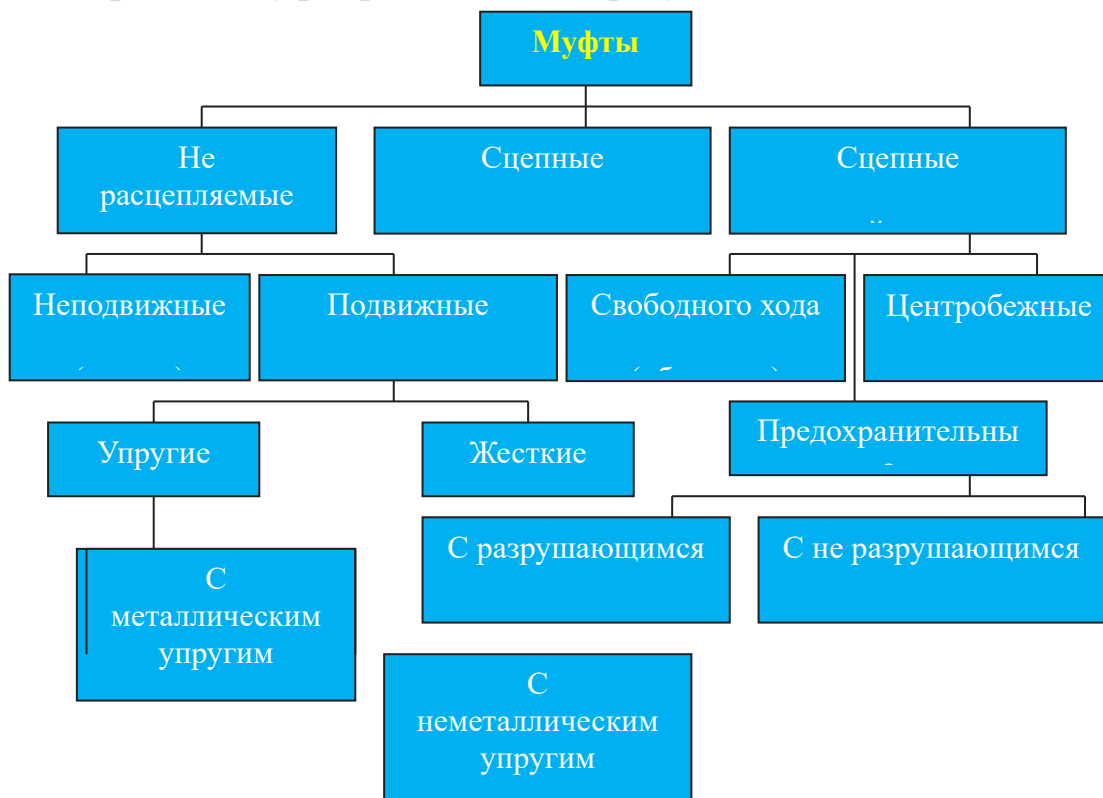 Муфты
Не
расцепляемые
Сцепные
Сцепные
Неподвижные
Подвижные
Свободного хода
Центробежные
Упругие
Жесткие
Предохранительны
С разрушающимся
С не разрушающимся
С
металлическим
упругим
С
неметаллическим
упругим